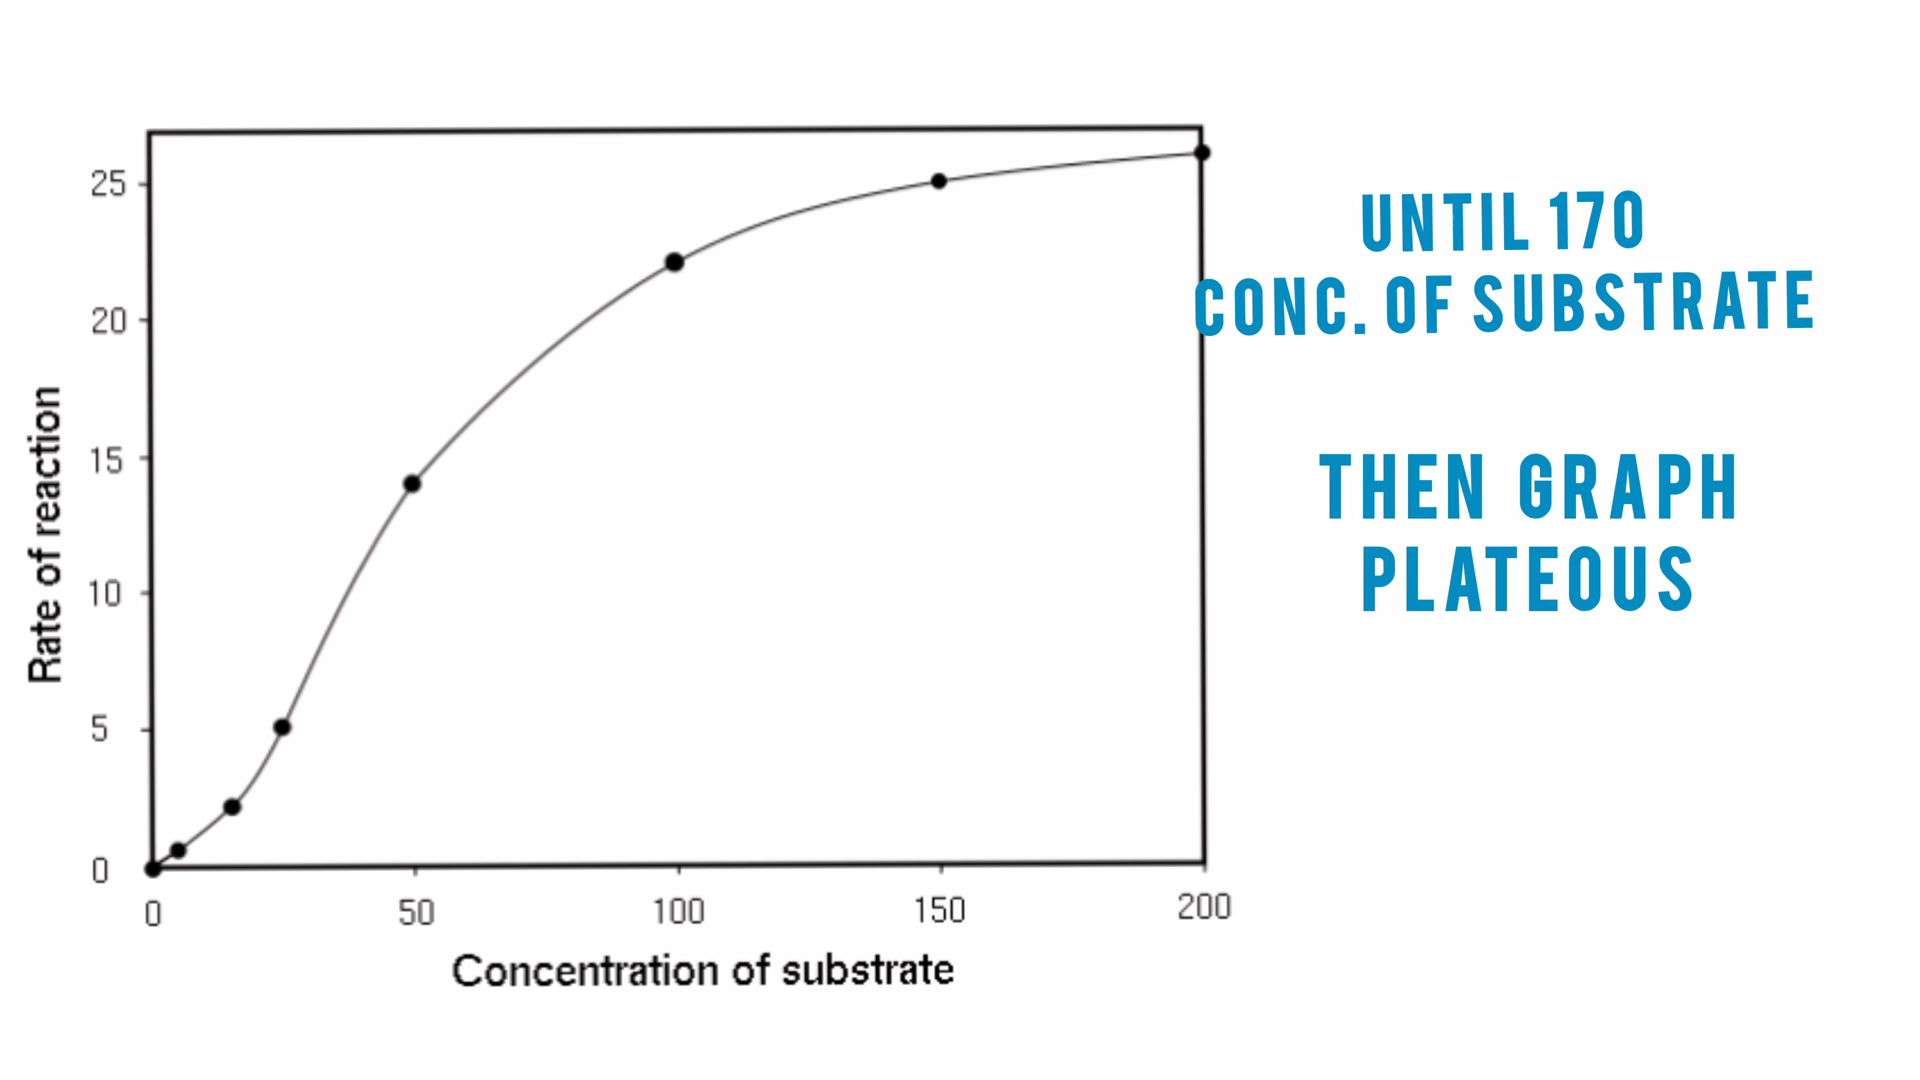 25
20
15
10
5
0
Rate of reaction
0 50 100 150 200
Concentration of substrate
UNTIL 170
CONC. OF SUBSTRATE
THEN GRAPH
PLATEOUS